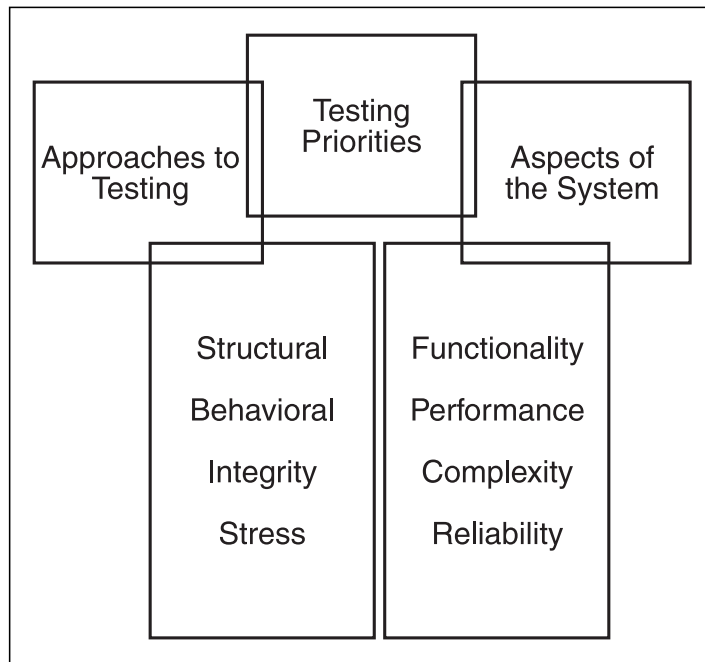 Testing
Priorities
Approaches to
Testing
Aspects of
the System
Structural
Behavioral
Integrity
Stress
Functionality
Performance
Complexity
Reliability